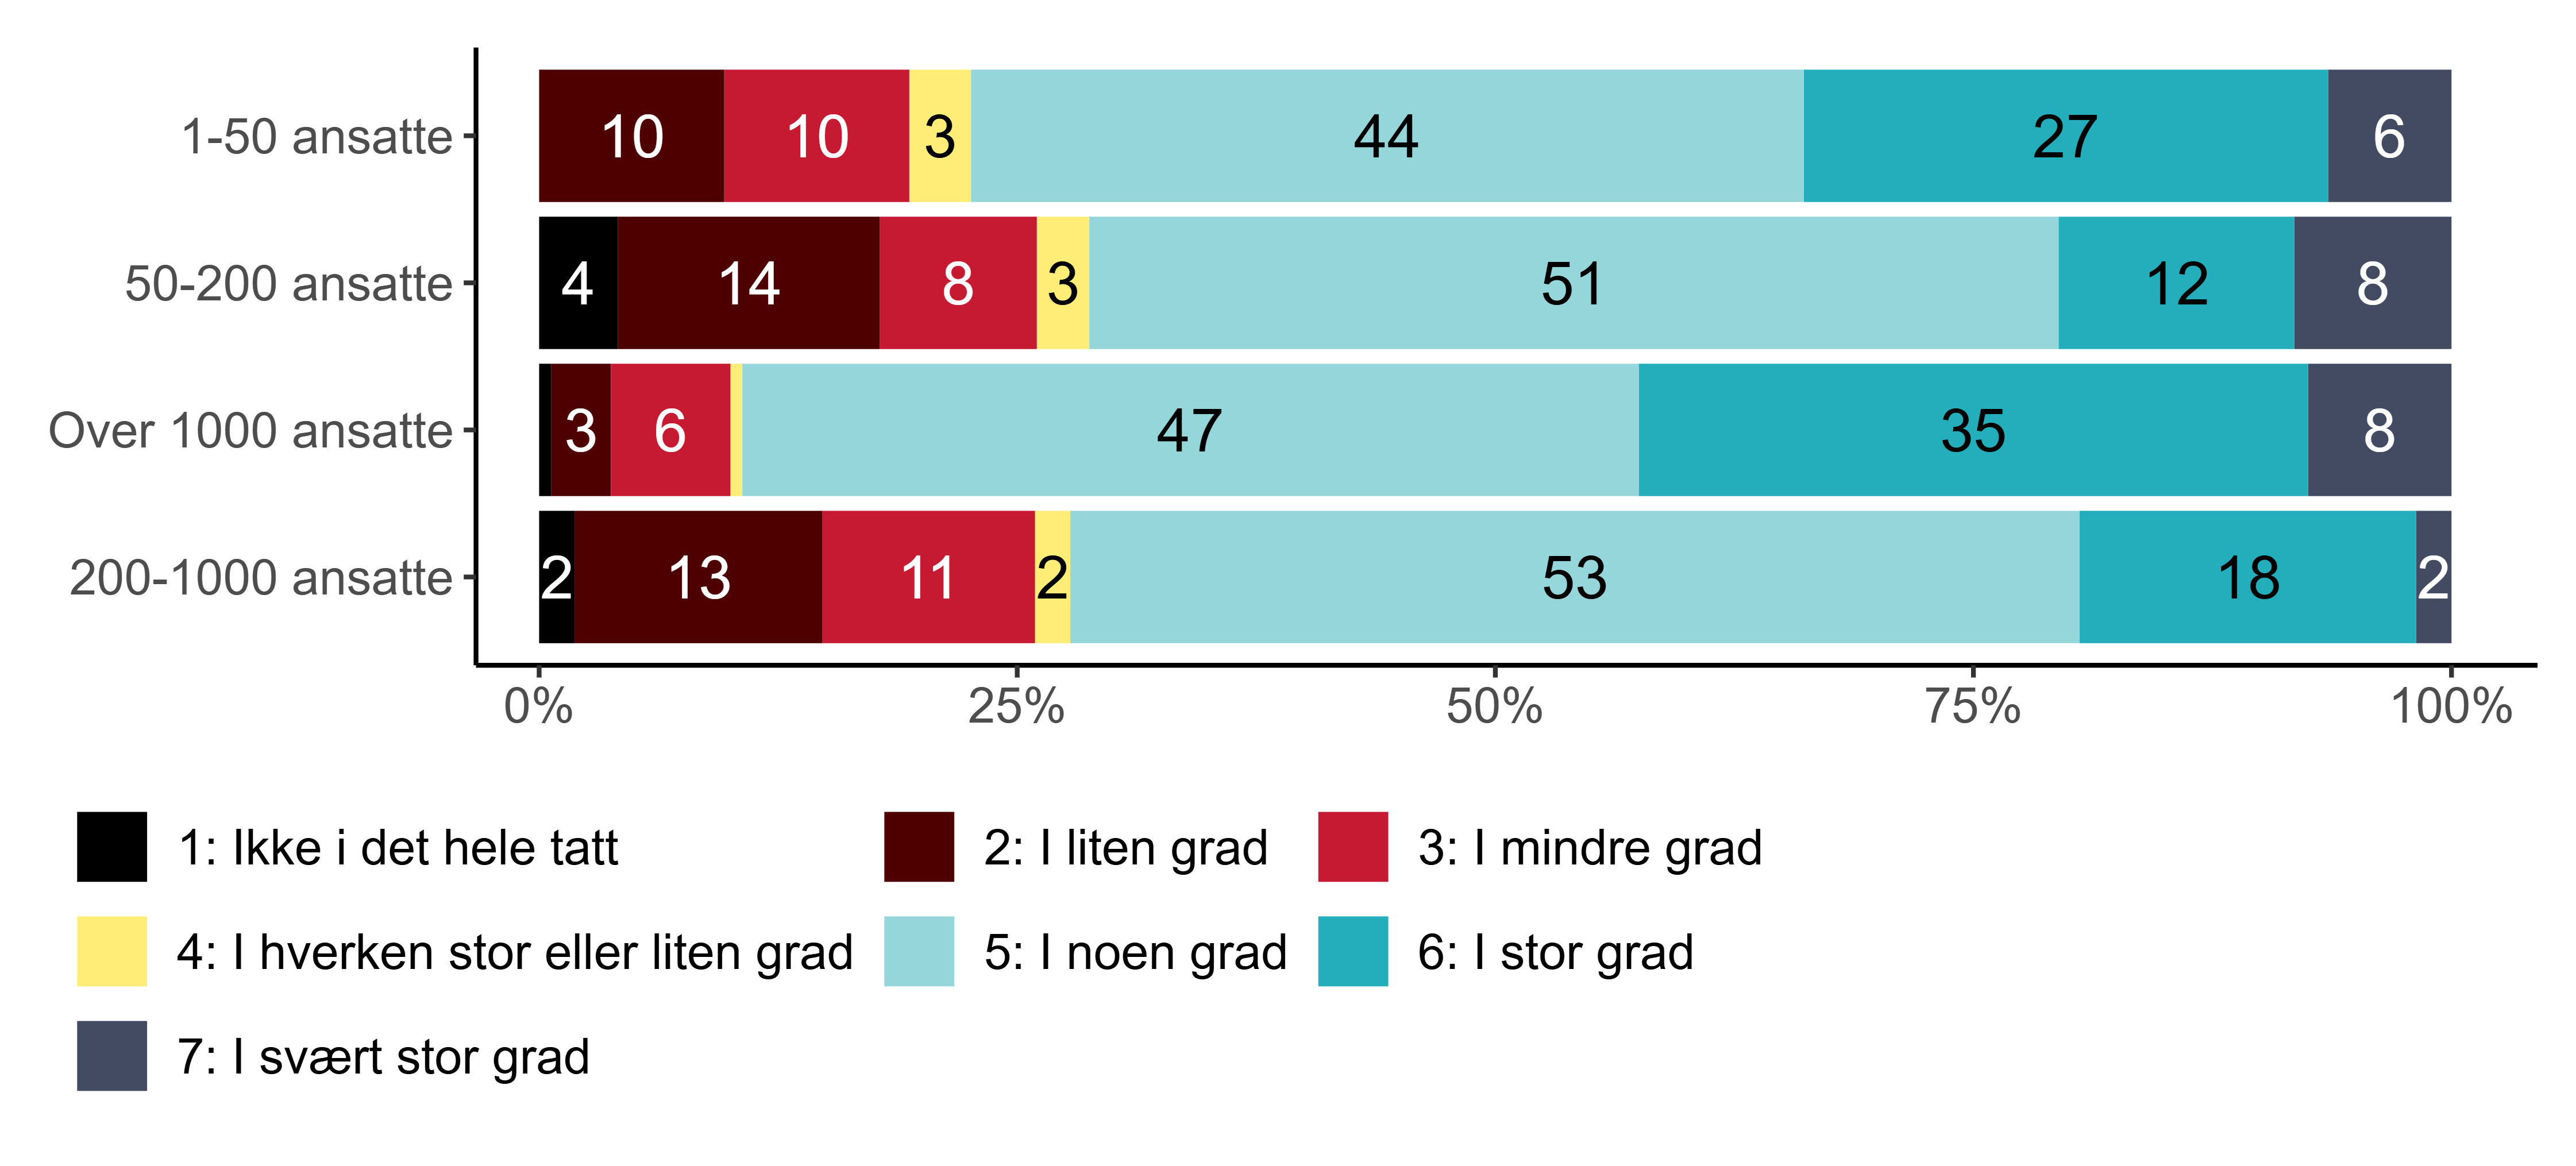 1-50 ansatte 10 10 3 44 27 6
50-200 ansatte 4 14 8 3 51 12 8
Over 1000 ansatte 3 6 47 35 8
200-1000 ansatte 2 13 11 2 53 18 2
0% 25% 50% 75% 100%
1: Ikke i det hele tatt 2: I liten grad 3: I mindre grad
4: I hverken stor eller liten grad 5: I noen grad 6: I stor grad
7: I svært stor grad